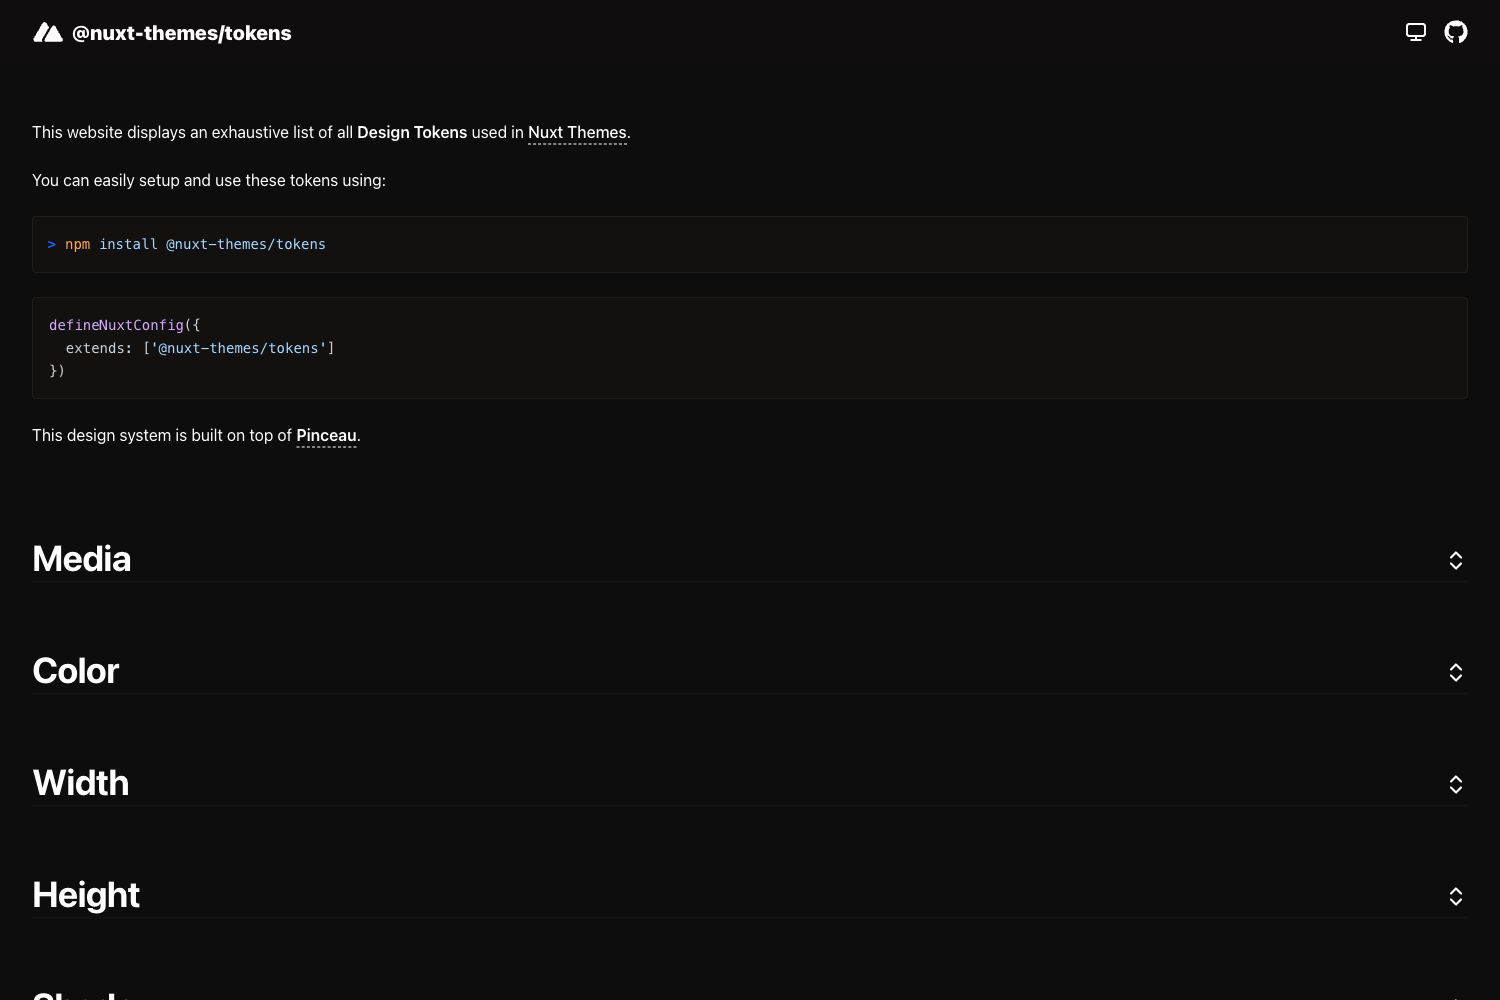 @nuxt-themes/tokens
This website displays an exhaustive list of all Design Tokens used in Nuxt Themes.
You can easily setup and use these tokens using:
> npm install @nuxt-themes/tokens
defineNuxtConfig({
  extends: ['@nuxt-themes/tokens']
})
This design system is built on top of Pinceau.
Media
Color
Width
Height